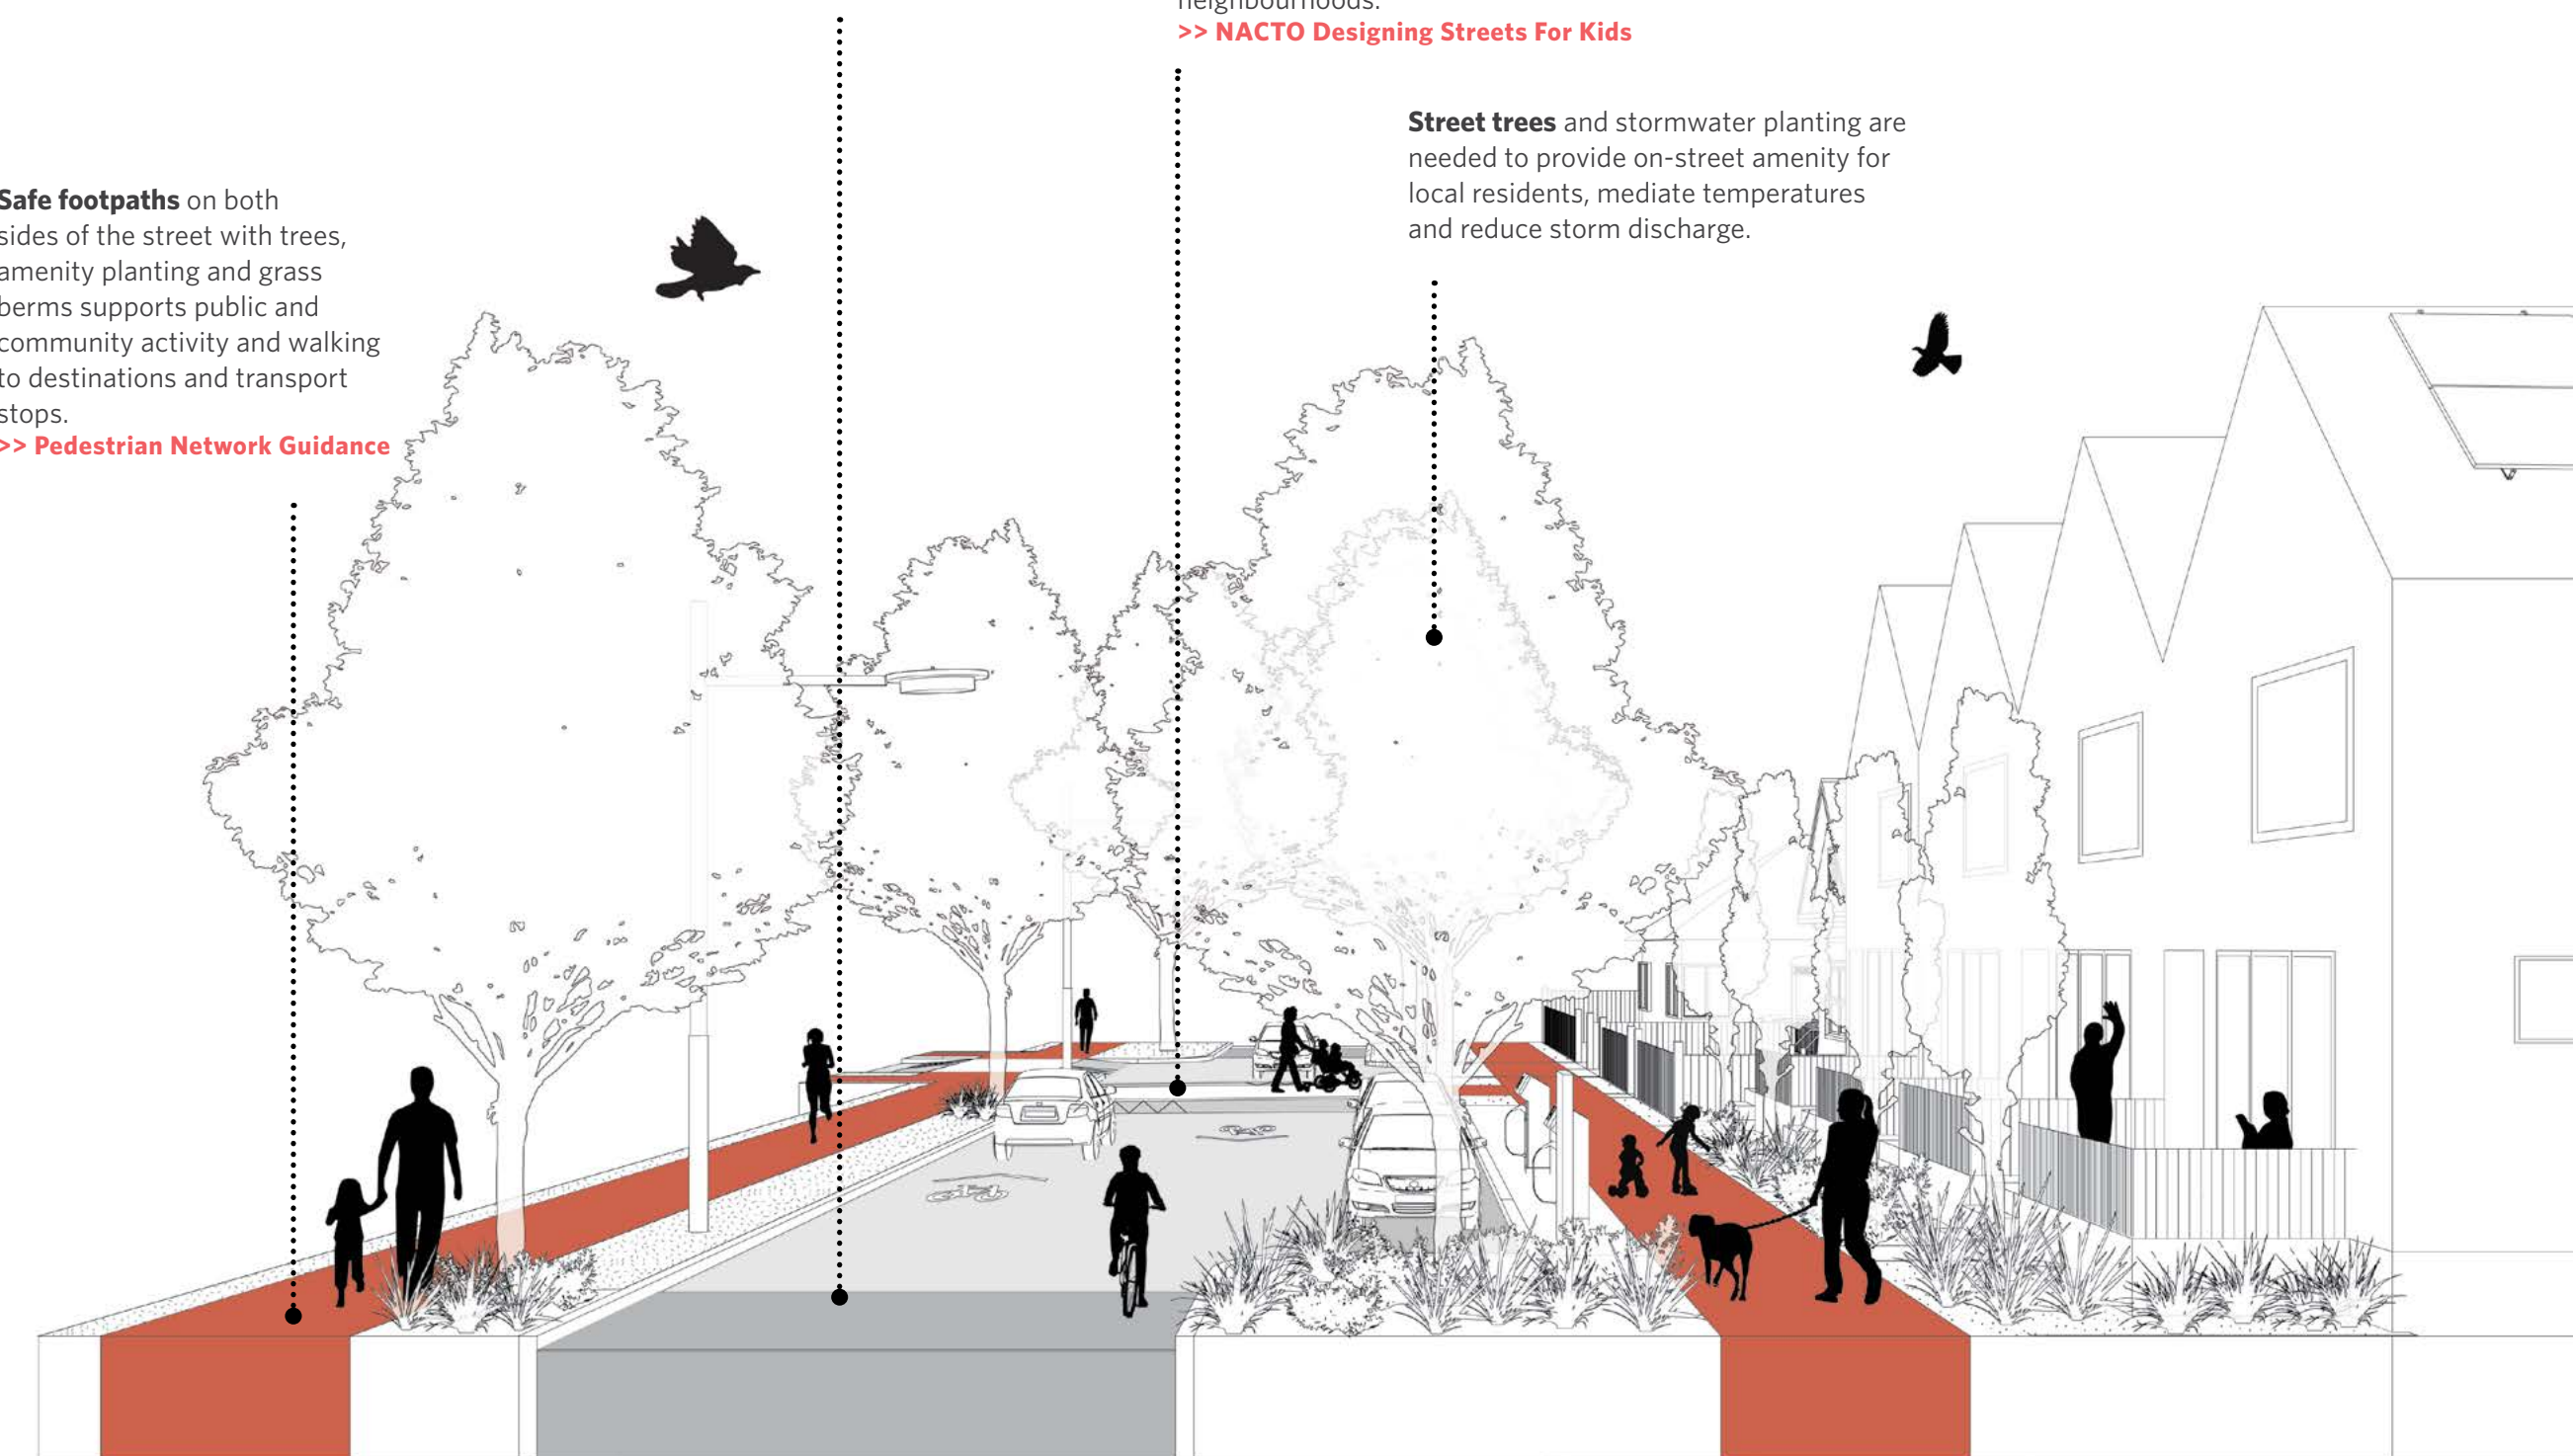 neighbourhoods.
>> NACTO Designing Streets For Kids
Street trees and stormwater planting are
needed to provide on-street amenity for
local residents, mediate temperatures
and reduce storm discharge.
Safe footpaths on both
sides of the street with trees,
amenity planting and grass
berms supports public and
community activity and walking
to destinations and transport
stops.
>> Pedestrian Network Guidance